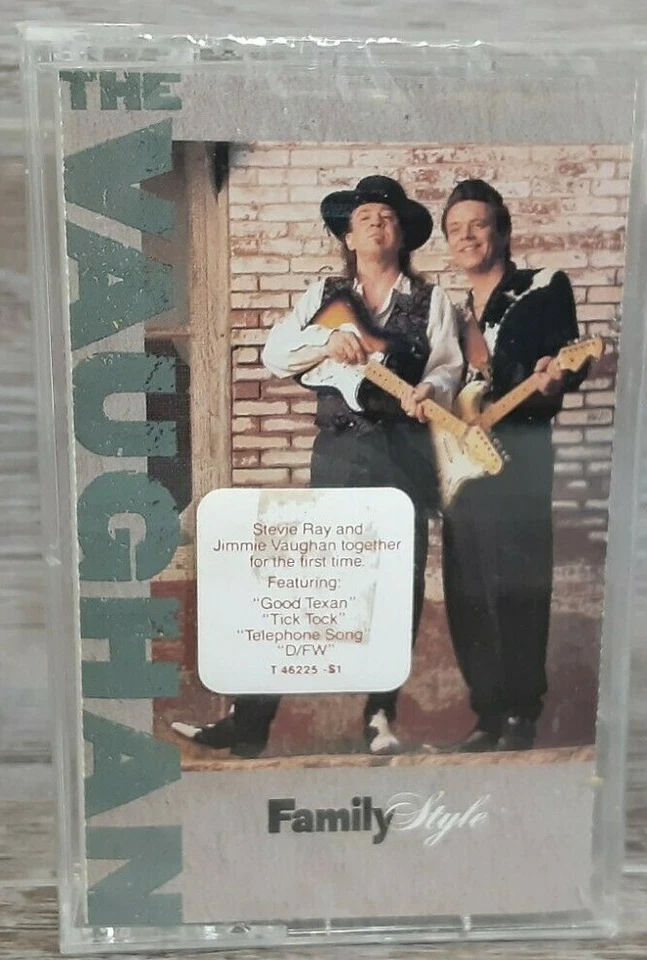 THE
VAUGHAN
Stevie Ray and
Jimmie Vaughan together
for the first time.
Featuring:
"Good Texan"
"Tick Tock"
"Telephone Song"
"D/FW"
T 46225 -S1
Family Style